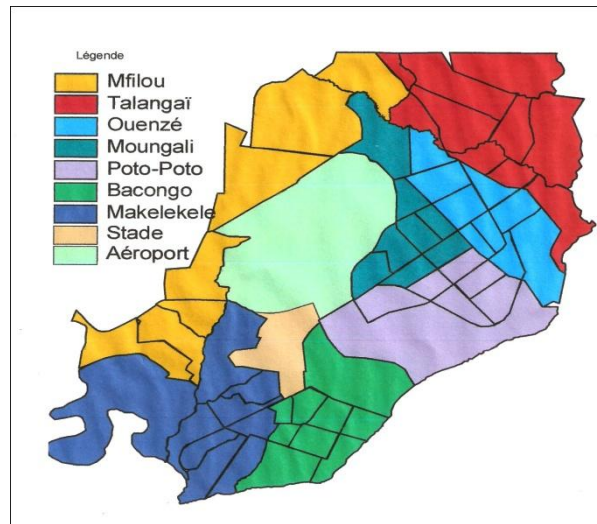 Légende
Mfilou
Talangaï
Ouenzé
Moungali
Poto-Poto
Bacongo
Makelekele
Stade
Aéroport